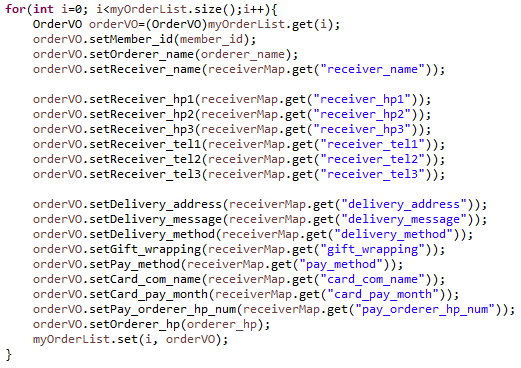 for(int i=0; i<myOrderList.size();i++){
OrderVO orderVO=(OrderVO)myOrderList.get(i);
orderVO.setMember_id(member_id);
orderVO.setOrderer_name(orderer_name);
orderVO.setReceiver_name(receiverMap.get("receiver_name"));
orderVO.setReceiver_hp1(receiverMap.get("receiver_hp1"));
orderVO.setReceiver_hp2(receiverMap.get("receiver_hp2"));
orderVO.setReceiver_hp3(receiverMap.get("receiver_hp3"));
orderVO.setReceiver_tel1(receiverMap.get("receiver_tel1"));
orderVO.setReceiver_tel2(receiverMap.get("receiver_tel2"));
orderVO.setReceiver_tel3(receiverMap.get("receiver_tel3"));
orderVO.setDelivery_address(receiverMap.get("delivery_address"));
orderVO.setDelivery_message(receiverMap.get("delivery_message"));
orderVO.setDelivery_method(receiverMap.get("delivery_method"));
orderVO.setGift_wrapping(receiverMap.get("gift_wrapping"));
orderVO.setPay_method(receiverMap.get("pay_method"));
orderVO.setCard_com_name(receiverMap.get("card_com_name"));
orderVO.setCard_pay_month(receiverMap.get("card_pay_month"));
orderVO.setPay_orderer_hp_num(receiverMap.get("pay_orderer_hp_num"));
orderVO.setOrderer_hp(orderer_hp);
myOrderList.set(i, orderVO);
}